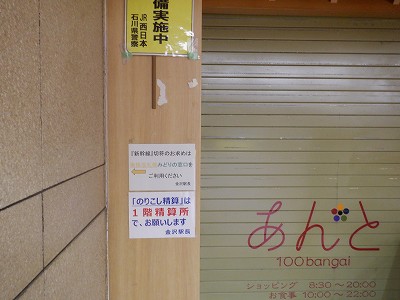 備実施中
JR西日本
石川県警察
『新幹線』切符のお求めは
みどりの窓口を
ご利用ください
金沢駅長
「のりこし精算」は
1階精算所
で、お願いします
金沢駅長
あんと
100bangai
ショッピング 8:30～20:00
お食事 10:00～22:00